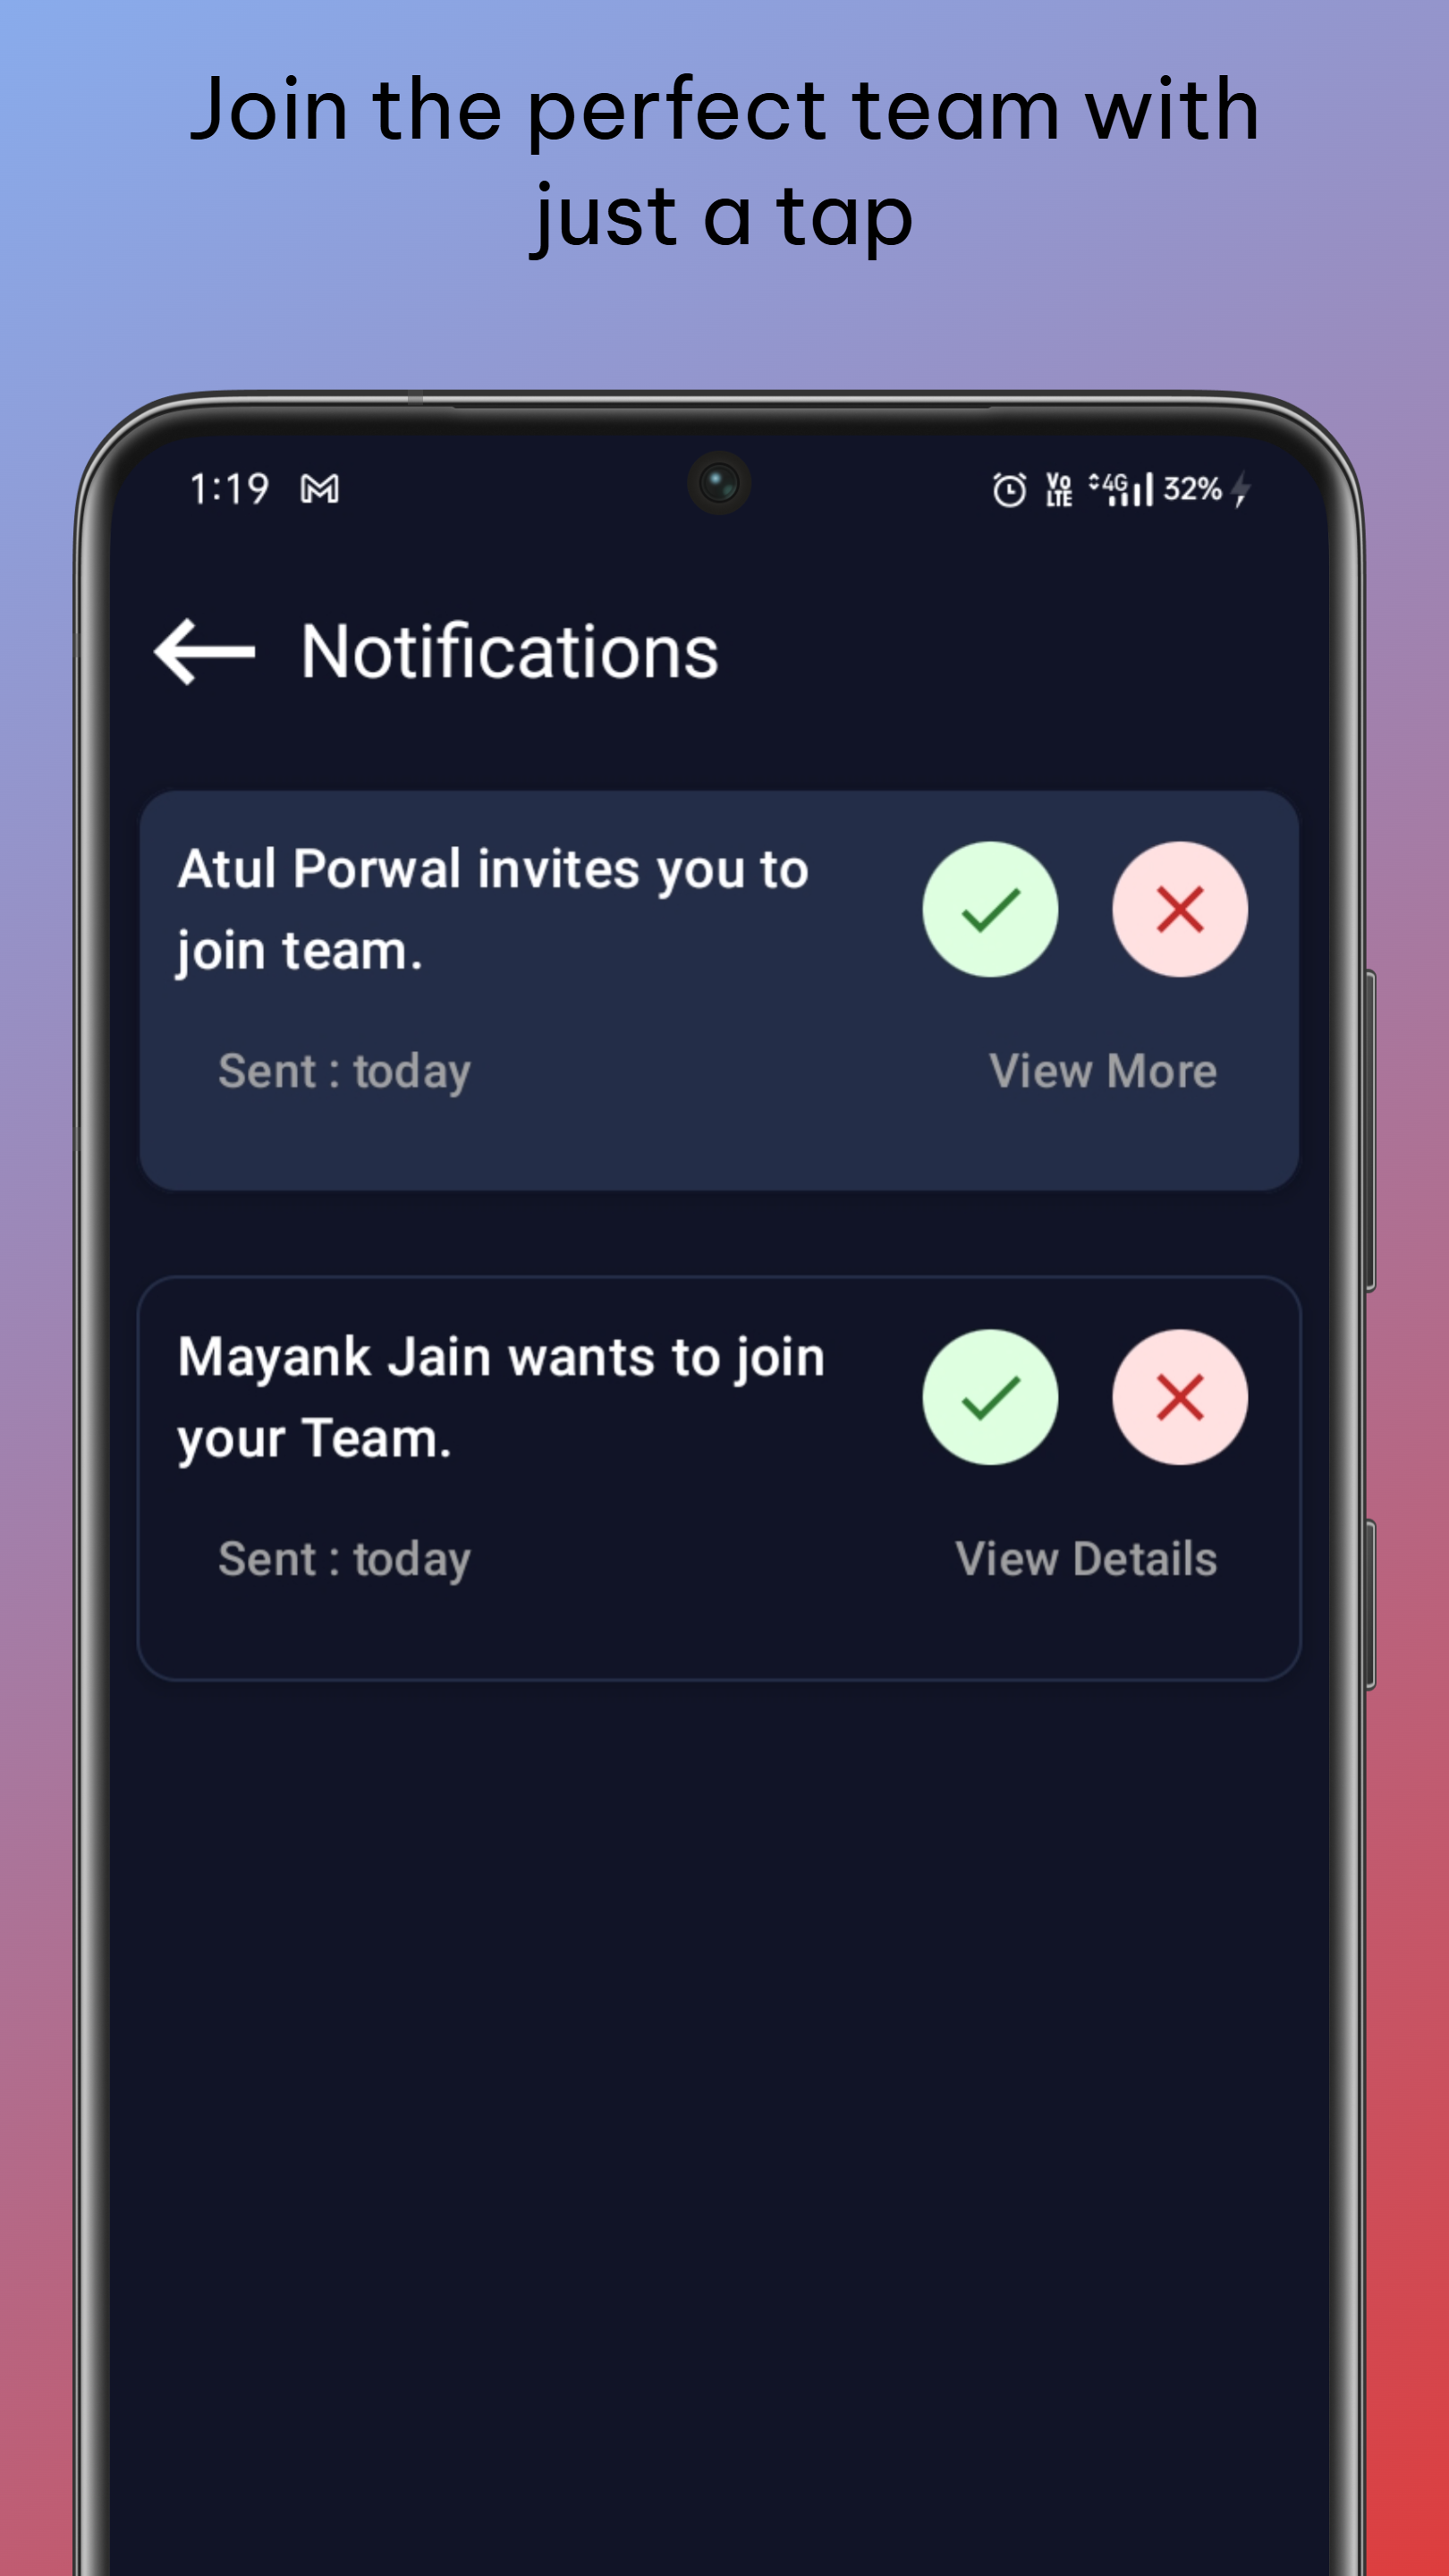 Join the perfect team with
just a tap
1:19
Vo
LTE
4G
32%
Notifications
Atul Porwal invites you to
join team.
Sent : today
View More
Mayank Jain wants to join
your Team.
Sent : today
View Details